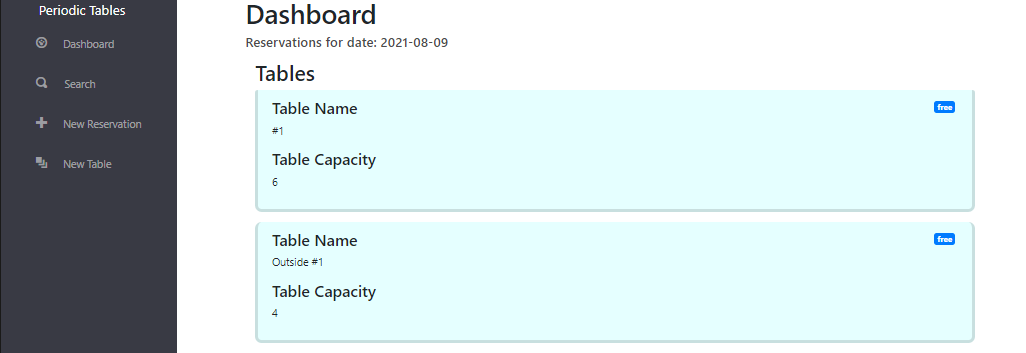 Periodic Tables
Dashboard
Search
New Reservation
New Table
Dashboard
Reservations for date: 2021-08-09
Tables
Table Name
free
#1
Table Capacity
6
Table Name
free
Outside #1
Table Capacity
4